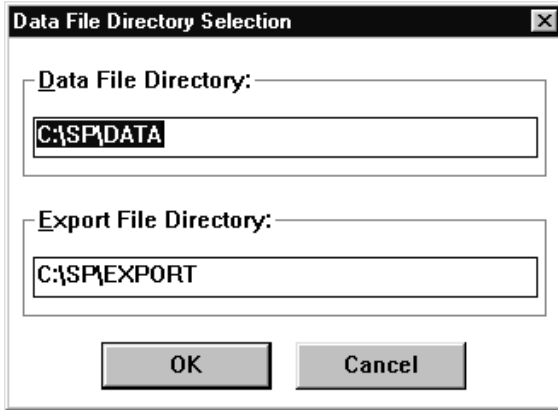 Data File Directory Selection
Data File Directory:
C:\SP\DATA
Export File Directory:
C:\SP\EXPORT
OK Cancel